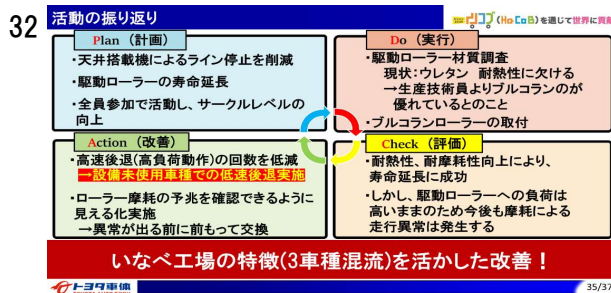 32
活動の振り返り
ドリコブ(HoCaB)を通じて世界に貢献
Plan（計画）
・天井搭載機によるライン停止を削減
・駆動ローラーの寿命延長
・全員参加で活動し、サークルレベルの
向上
Do（実行）
・駆動ローラー材質調査
現状：ウレタン 耐熱性に欠ける
→生産技術員よりブルコランのが
優れているとのこと
・ブルコランローラーの取付
Action（改善）
・高速後退(高負荷動作)の回数を低減
→設備未使用車種での低速後退実施
・ローラー摩耗の予兆を確認できるように
見える化実施
→異常が出る前に前もって交換
Check（評価）
・耐熱性、耐摩耗性向上により、
寿命延長に成功
・しかし、駆動ローラーへの負荷は
高いままのため今後も摩耗による
走行異常は発生する
いなべ工場の特徴(3車種混流)を活かした改善！
トヨタ車体
35/37